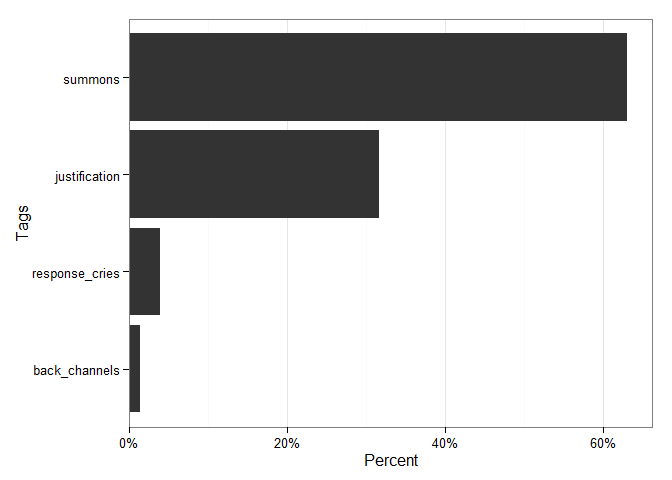 summons
justification
response_cries
back_channels
Tags
0%
20%
40%
60%
Percent